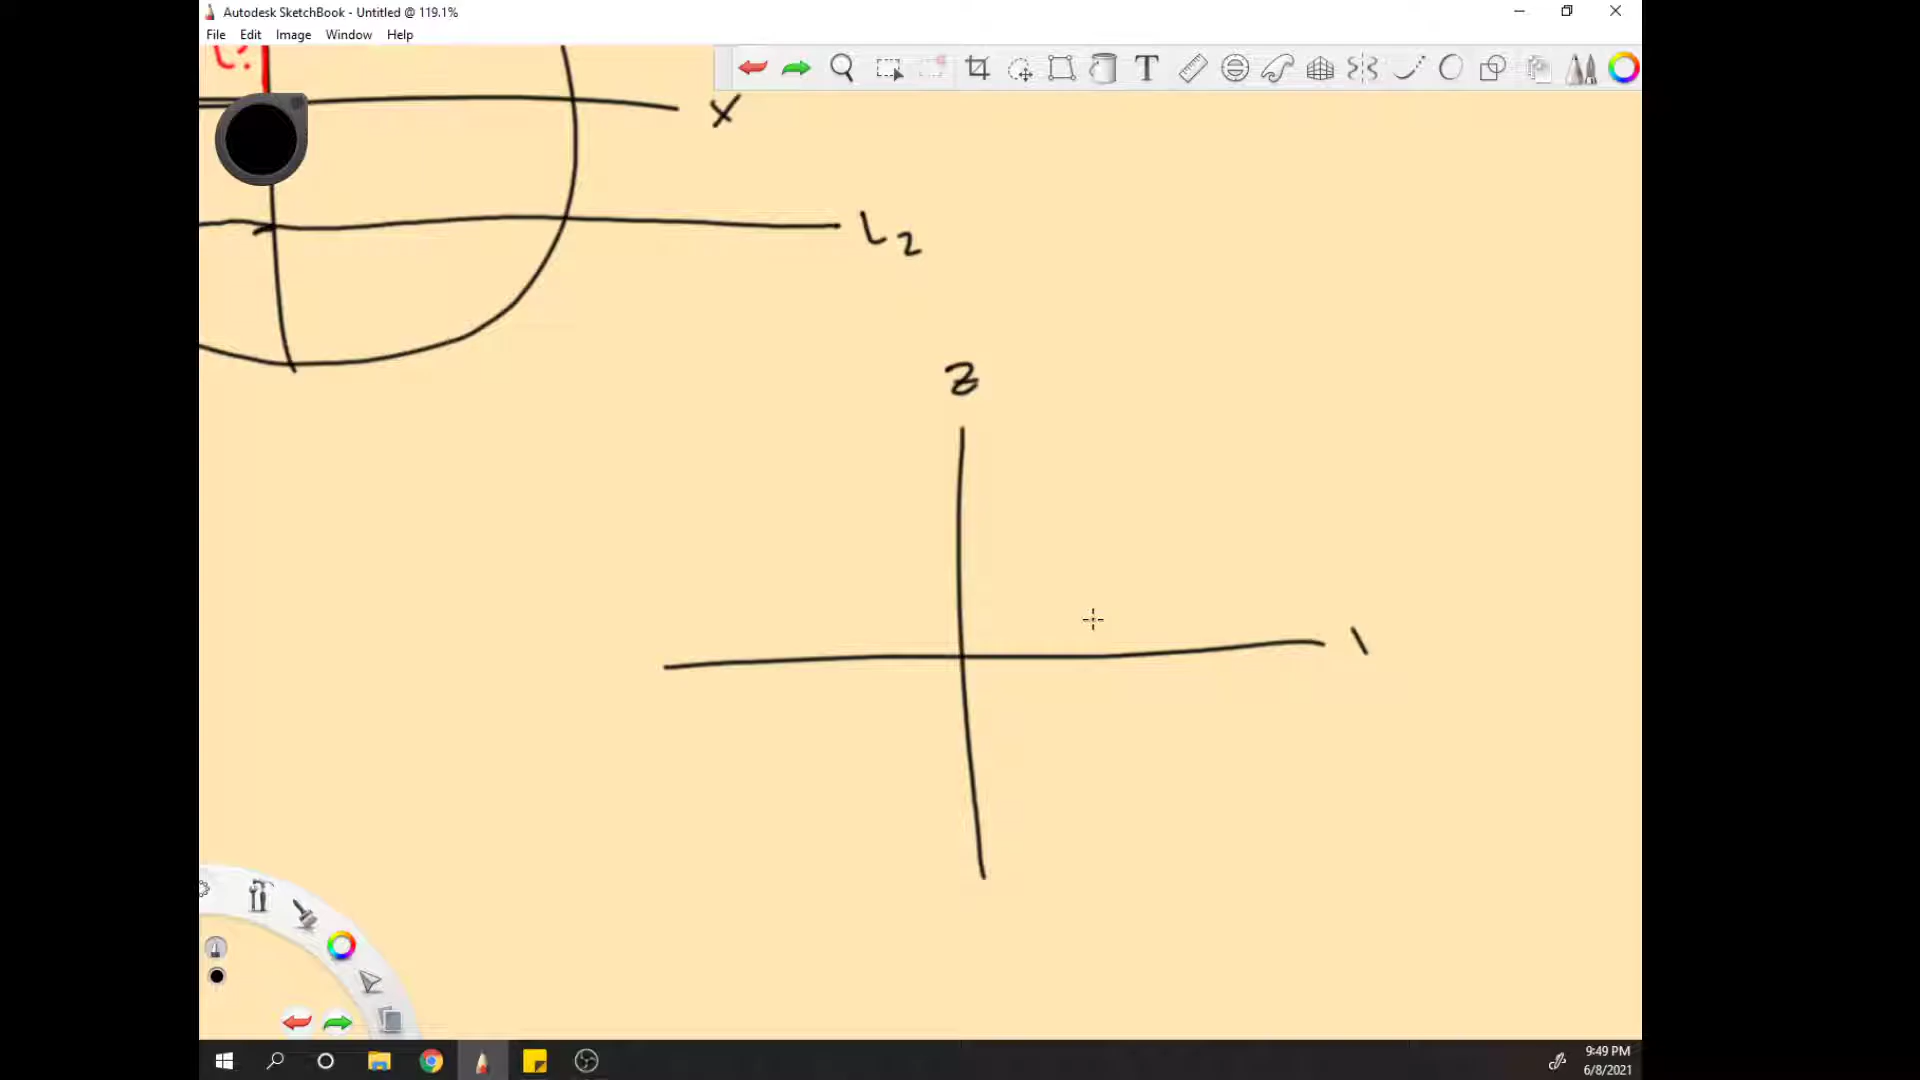 Autodesk SketchBook - Untitled @ 119.1%
File Edit Image Window Help
L?
T
X
L2
Z
9:49 PM
6/8/2021